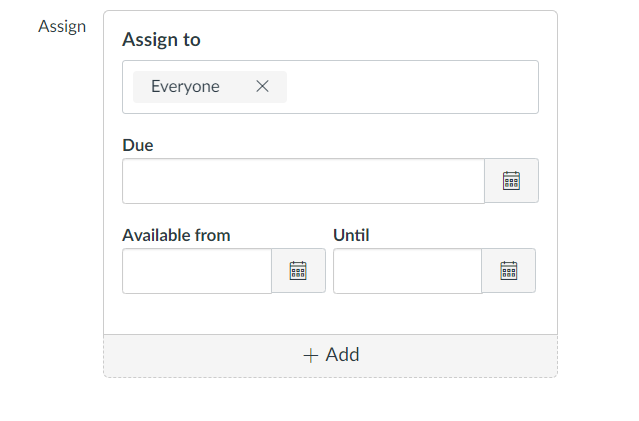 Assign
Assign to
Everyone
Due
Available from Until
+ Add